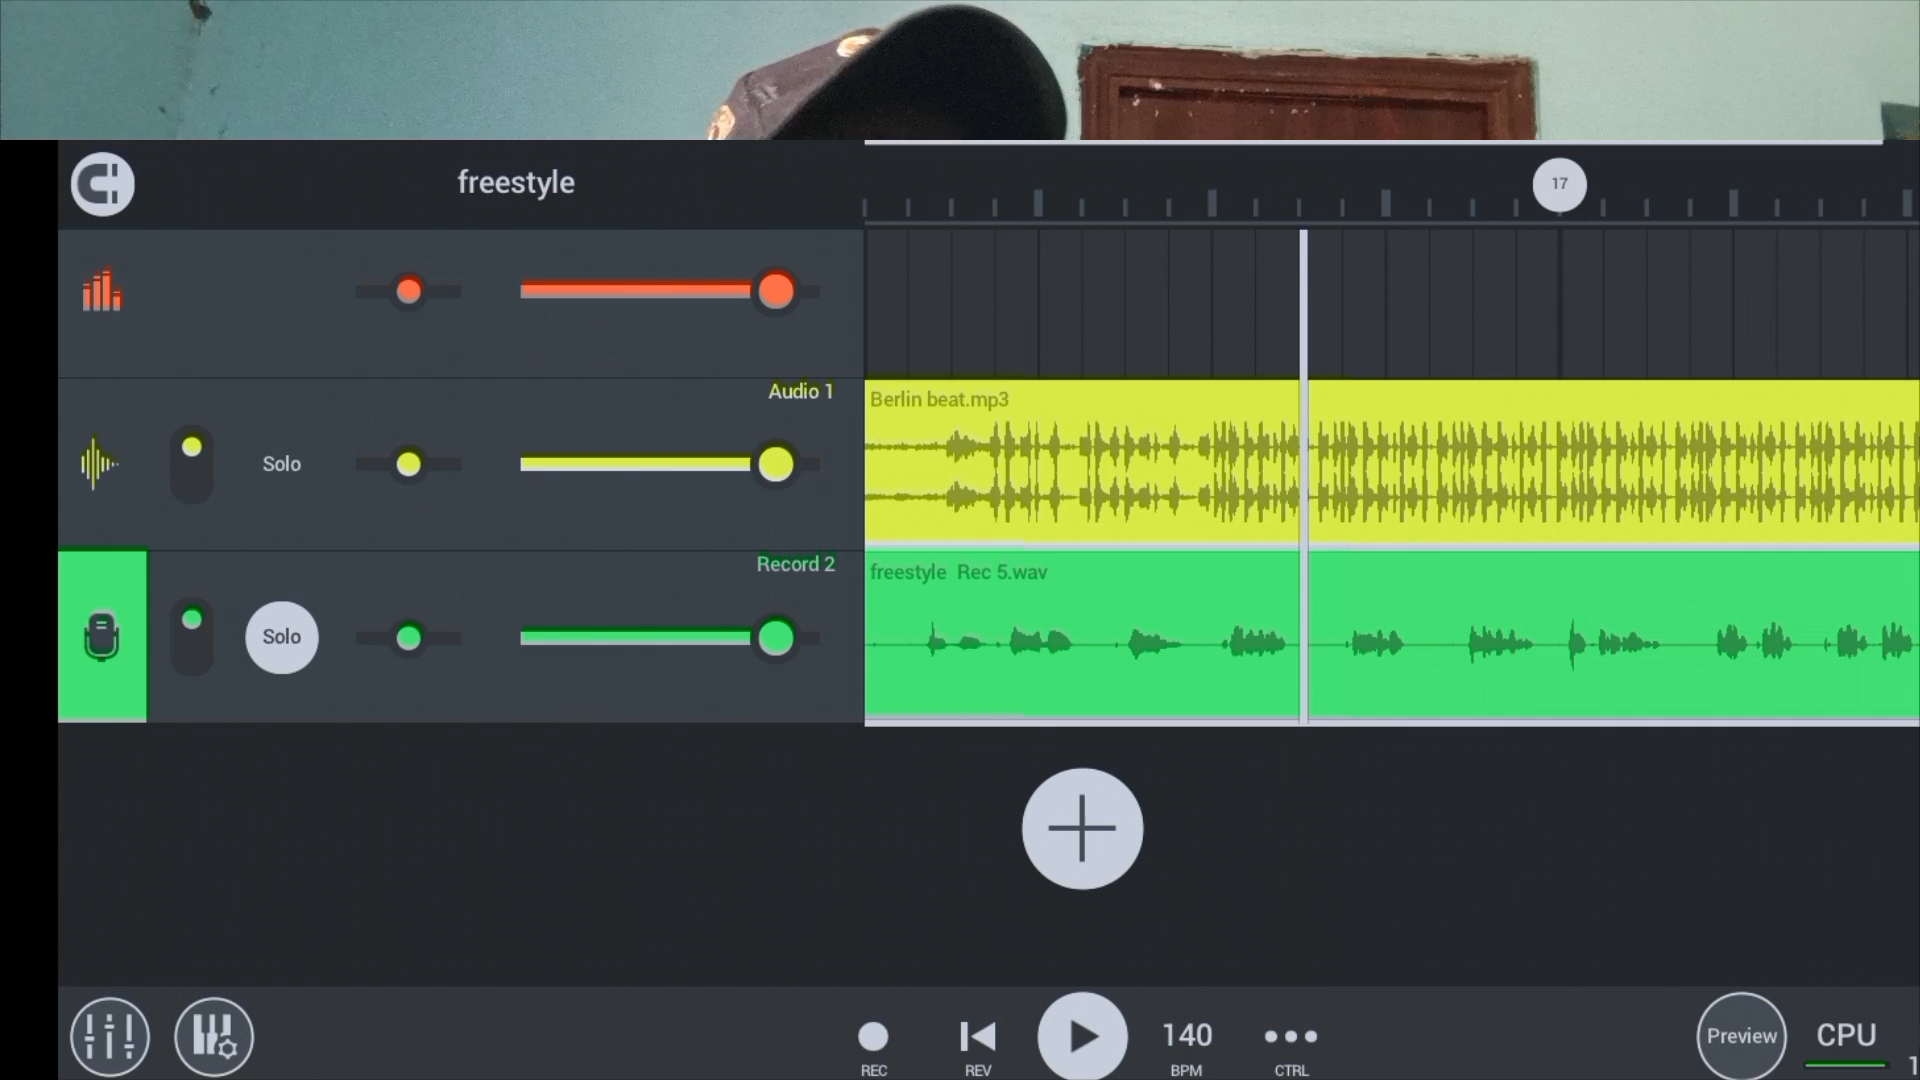 freestyle
17
Audio 1
Berlin beat.mp3
Solo
Record 2
freestyle Rec 5.wav
Solo
140
Preview
CPU
1
REC
REV
BPM
CTRL